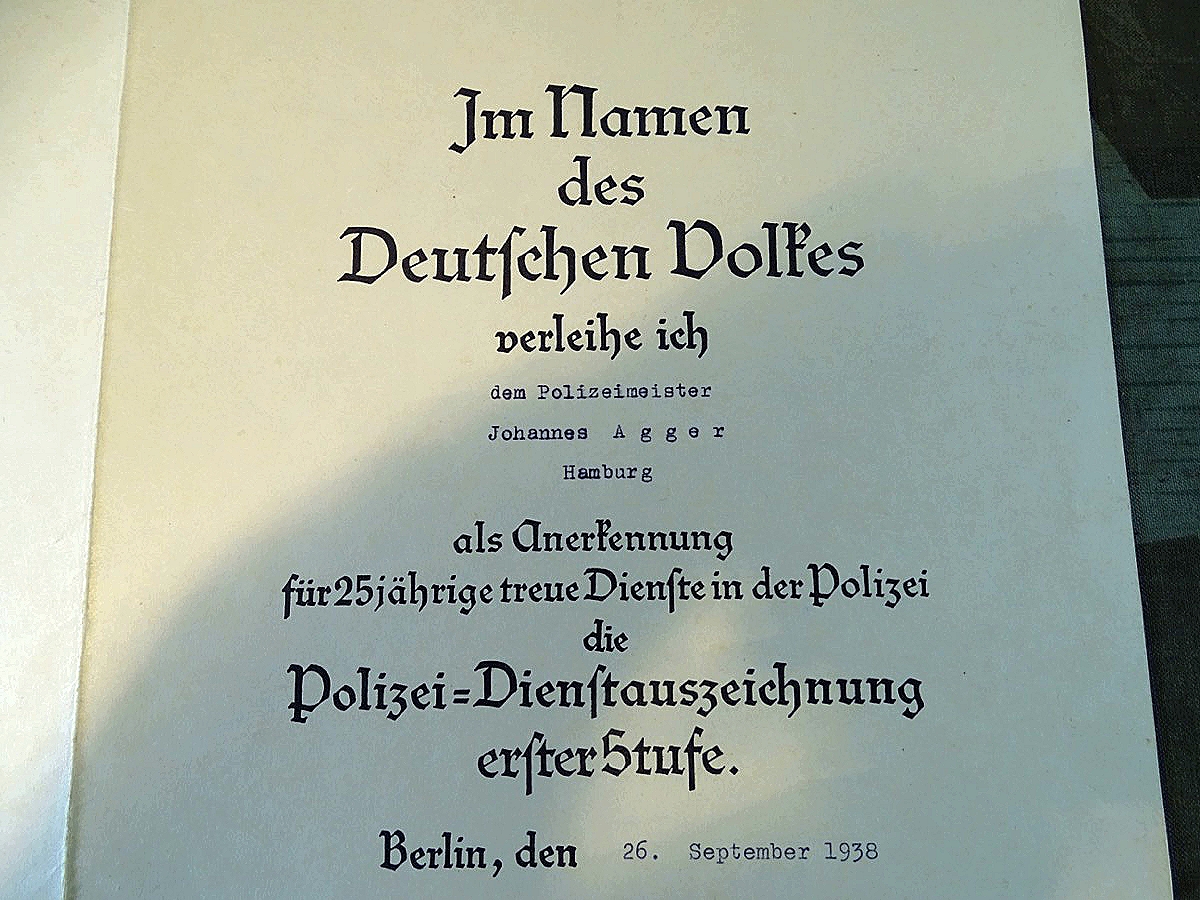 Im Namen
des
Deutschen Volkes
verleihe ich
dem Polizeimeister
Johannes A g g e r
Hamburg
als Anerkennung
für 25jährige treue Dienste in der Polizei
die
Polizei=Dienstauszeichnung
erster Stufe.
Berlin, den 26. September 1938